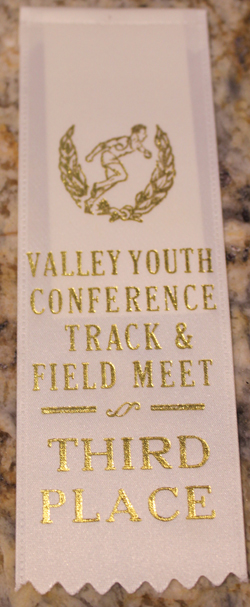 VALLEY YOUTH
CONFERENCE
TRACK &
FIELD MEET
THIRD
PLACE